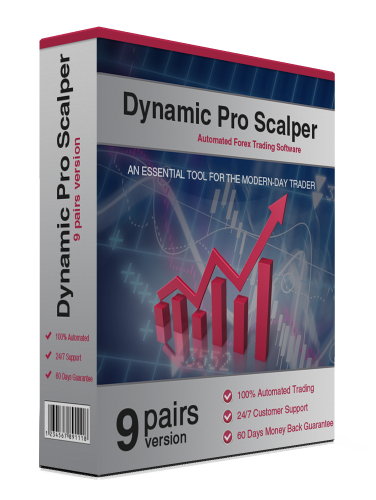 Dynamic Pro Scalper
Automated Forex Trading Software
AN ESSENTIAL TOOL FOR THE MODERN-DAY TRADER
9 pairs
version
100% Automated Trading
24/7 Customer Support
60 Days Money Back Guarantee
Dynamic Pro Scalper
9 pairs version
100% Automated
24/7 Support
60 Days Guarantee